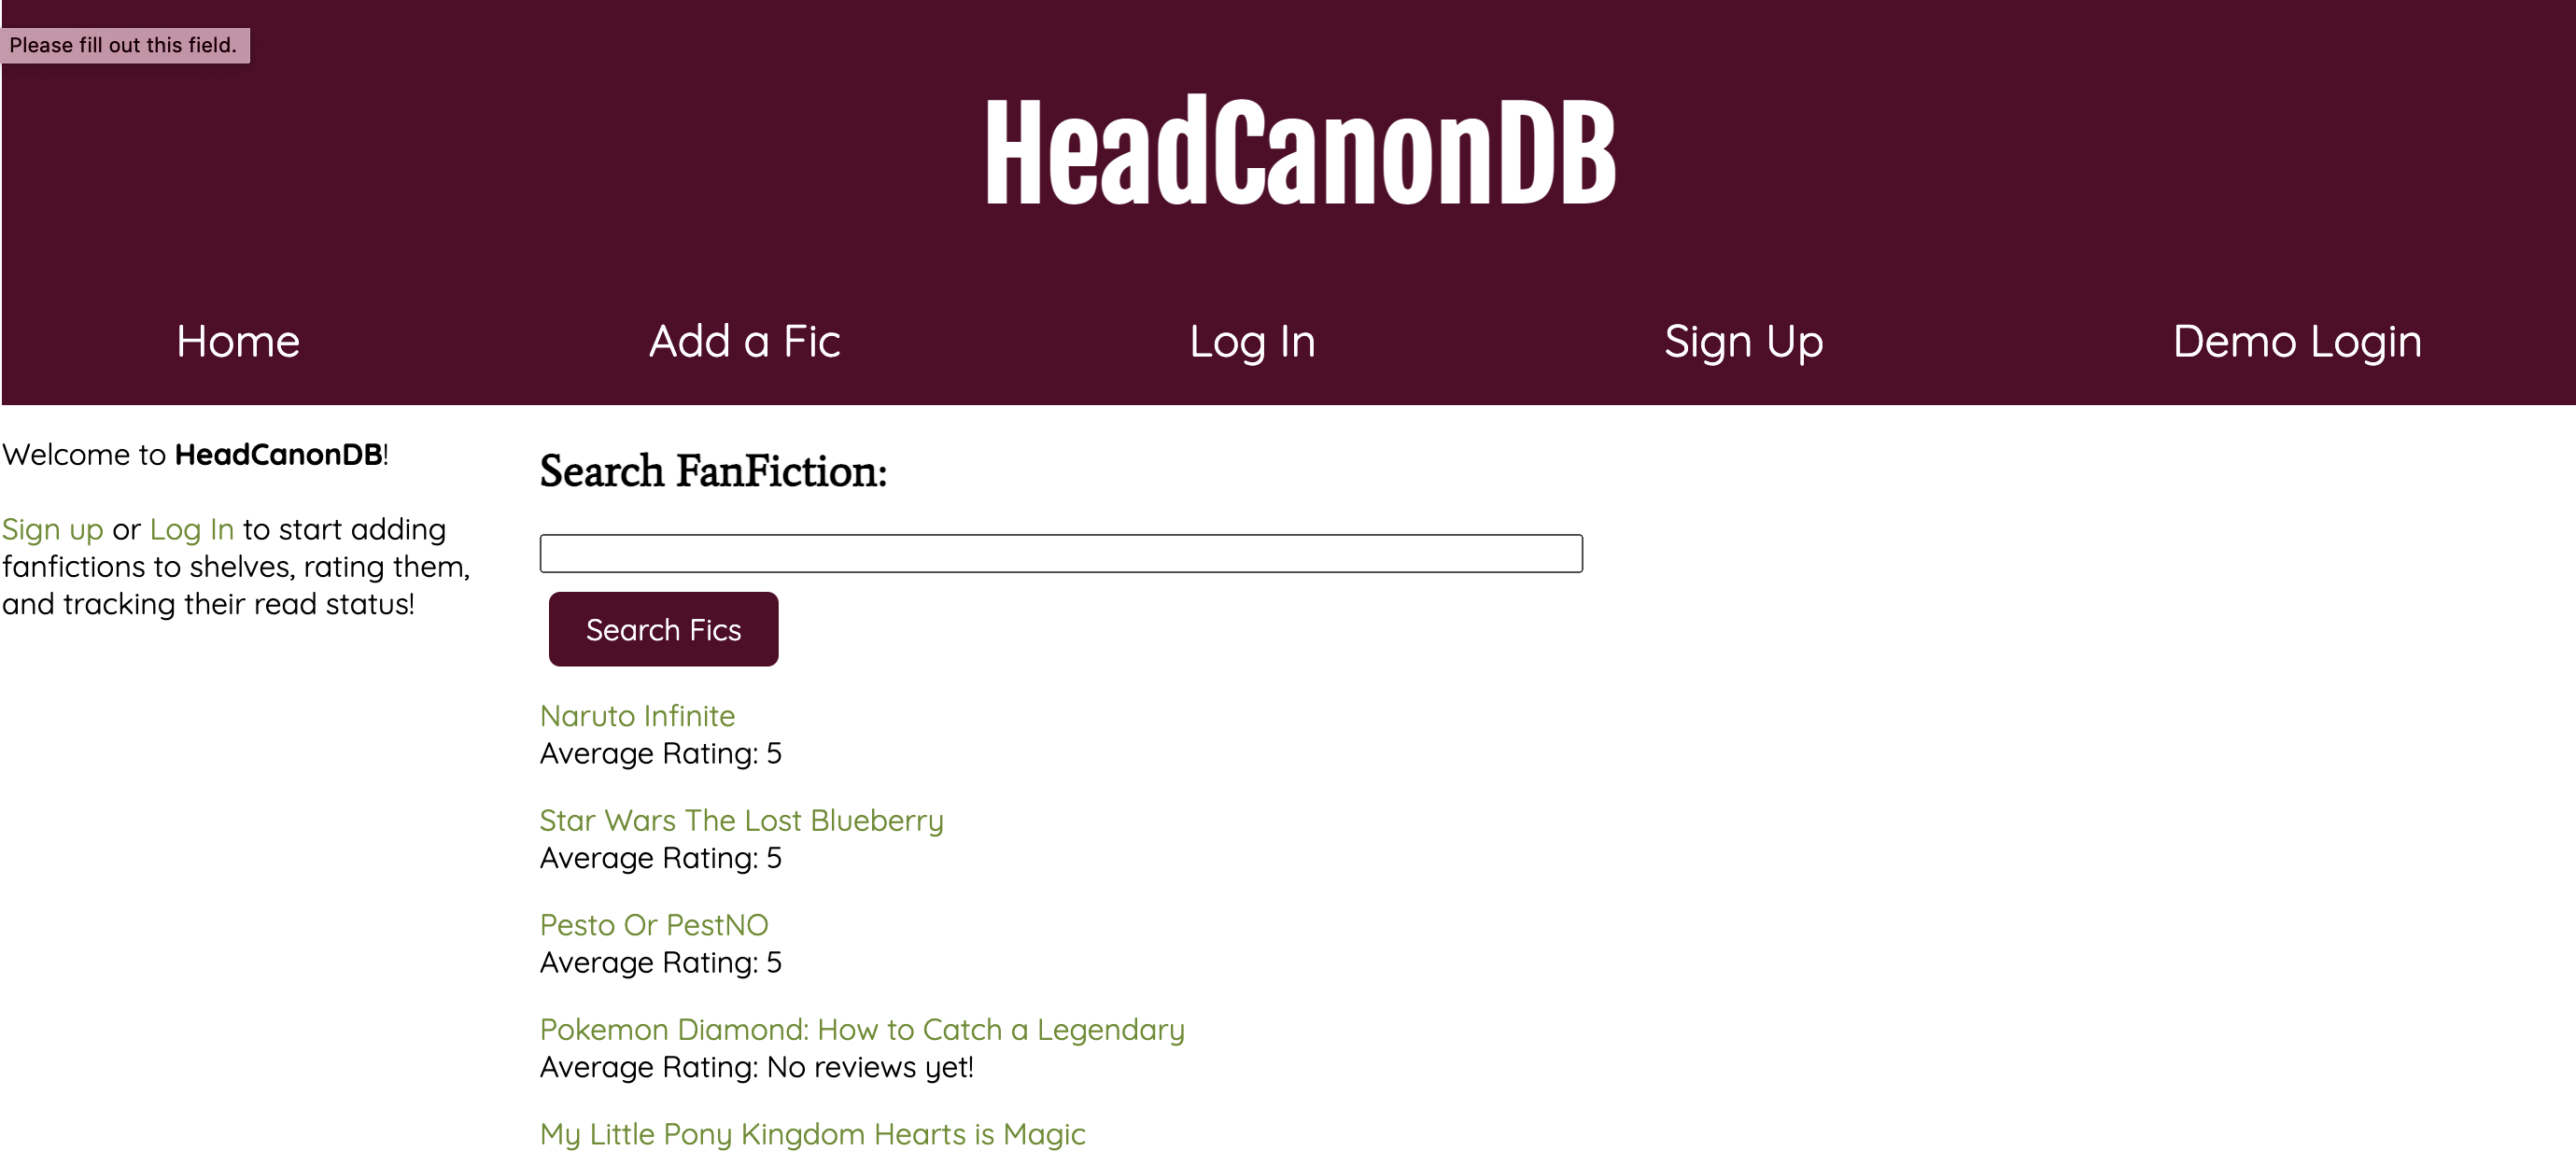 Please fill out this field.
HeadCanonDB
Home Add a Fic Log In Sign Up Demo Login
Welcome to HeadCanonDB!
Sign up or Log In to start adding
fanfictions to shelves, rating them,
and tracking their read status!
Search FanFiction:
Search Fics
Naruto Infinite
Average Rating: 5
Star Wars The Lost Blueberry
Average Rating: 5
Pesto Or PestNO
Average Rating: 5
Pokemon Diamond: How to Catch a Legendary
Average Rating: No reviews yet!
My Little Pony Kingdom Hearts is Magic